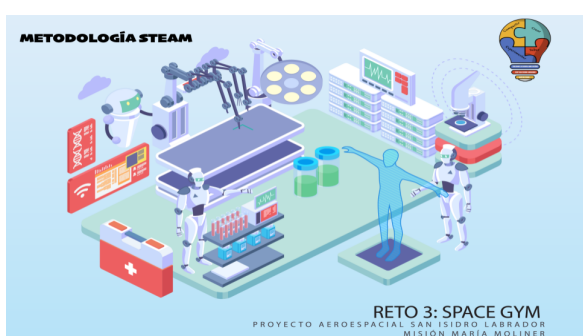 METODOLOGÍA STEAM
RETO 3: SPACE GYM
PROYECTO AEROESPACIAL SAN ISIDRO LABRADOR
MISIÓN MARÍA MOLINER